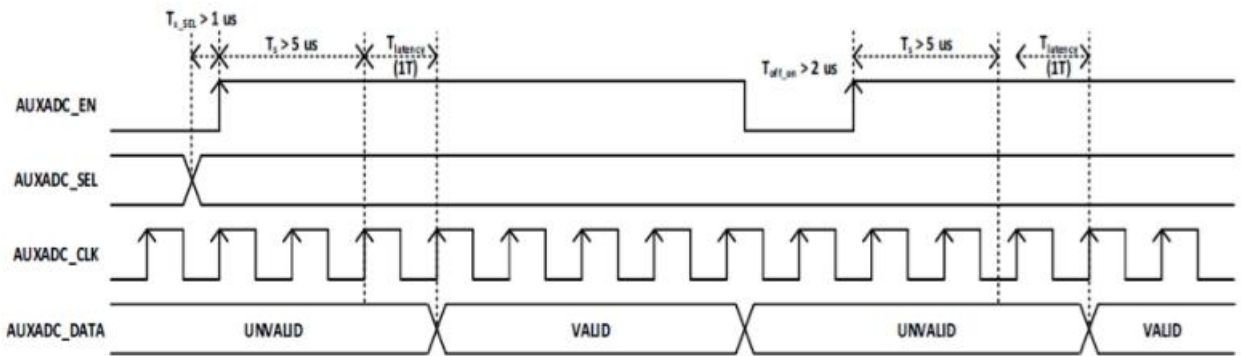 T_s_SEL > 1 us
T_s > 5 us
T_latency
(1T)
T_off_on > 2 us
T_s > 5 us
T_latency
(1T)
AUXADC_EN
AUXADC_SEL
AUXADC_CLK
AUXADC_DATA
UNVALID
VALID
UNVALID
VALID